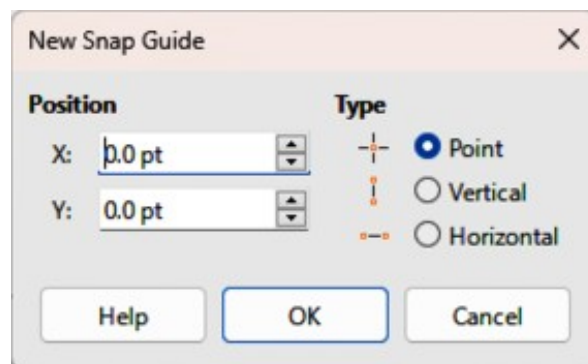 New Snap Guide
Position
X: 0.0 pt
Y: 0.0 pt
Type
Point
Vertical
Horizontal
Help
OK
Cancel